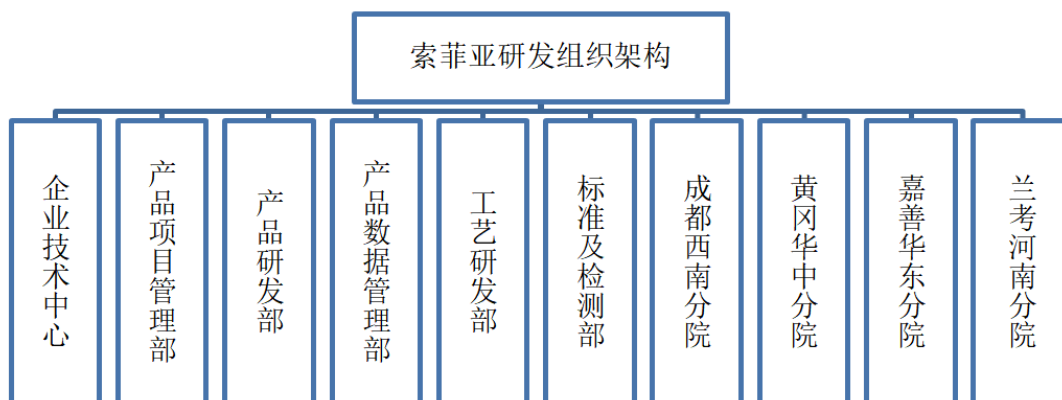 索菲亚研发组织架构
企业技术中心
产品项目管理部
产品研发部
产品数据管理部
工艺研发部
标准及检测部
成都西南分院
黄冈华中分院
嘉善华东分院
兰考河南分院